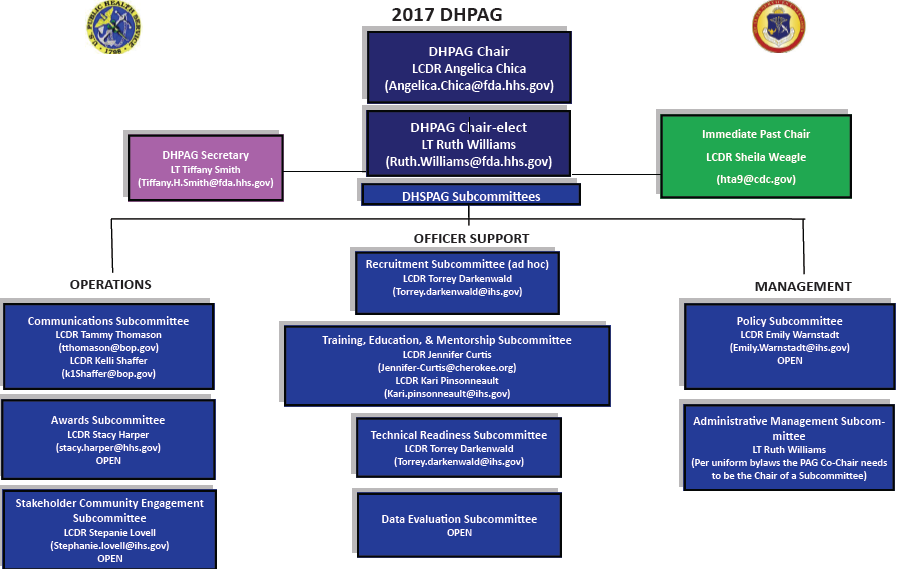 2017 DHPAG
U.S. PUBLIC HEALTH SERVICE
1798
DHPAG Chair
LCDR Angelica Chica
(Angelica.Chica@fda.hhs.gov)
DHPAG Chair-elect
LT Ruth Williams
(Ruth.Williams@fda.hhs.gov)
DHPAG Secretary
LT Tiffany Smith
(Tiffany.H.Smith@fda.hhs.gov)
Immediate Past Chair
LCDR Sheila Weagle
(hta9@cdc.gov)
DHSPAG Subcommittees
OPERATIONS
Communications Subcommittee
LCDR Tammy Thomason
(tthomason@bop.gov)
LCDR Kelli Shaffer
(k1Shaffer@bop.gov)
Awards Subcommittee
LCDR Stacy Harper
(stacy.harper@hhs.gov)
OPEN
Stakeholder Community Engagement
Subcommittee
LCDR Stepanie Lovell
(Stephanie.lovell@ihs.gov)
OPEN
OFFICER SUPPORT
Recruitment Subcommittee (ad hoc)
LCDR Torrey Darkenwald
(Torrey.darkenwald@ihs.gov)
Training, Education, & Mentorship Subcommittee
LCDR Jennifer Curtis
(Jennifer-Curtis@cherokee.org)
LCDR Kari Pinsonneault
(Kari.pinsonneault@ihs.gov)
Technical Readiness Subcommittee
LCDR Torrey Darkenwald
(Torrey.darkenwald@ihs.gov)
Data Evaluation Subcommittee
OPEN
MANAGEMENT
Policy Subcommittee
LCDR Emily Warnstadt
(Emily.Warnstadt@ihs.gov)
OPEN
Administrative Management Subcom-
mittee
LT Ruth Williams
(Per uniform bylaws the PAG Co-Chair needs
to be the Chair of a Subcommittee)